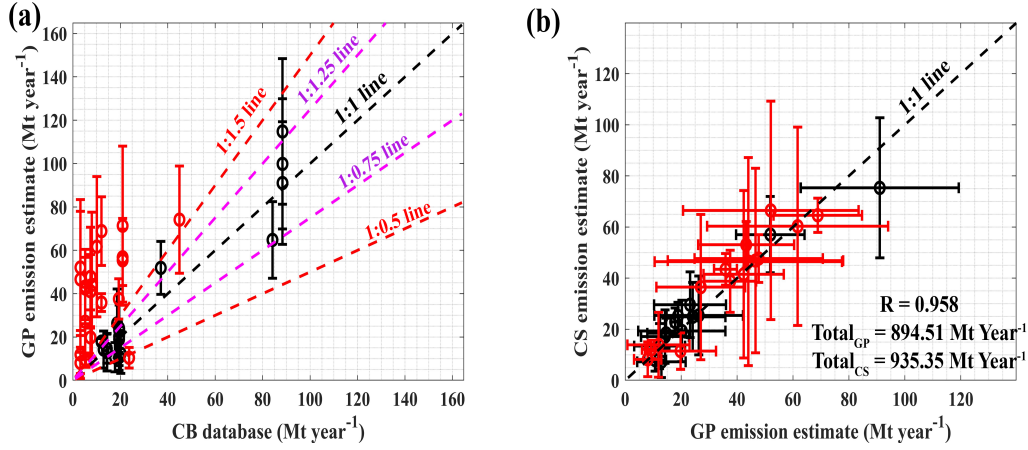 (a)
GP emission estimate (Mt year⁻¹)
160
140
120
100
80
60
40
20
0
1:1.5 line
1:1.25 line
1:1 line
1:0.75 line
1:0.5 line
0 20 40 60 80 100 120 140 160
CB database (Mt year⁻¹)
(b)
CS emission estimate (Mt year⁻¹)
120
100
80
60
40
20
0
1:1 line
R = 0.958
Total_GP = 894.51 Mt Year⁻¹
Total_CS = 935.35 Mt Year⁻¹
0 20 40 60 80 100 120
GP emission estimate (Mt year⁻¹)